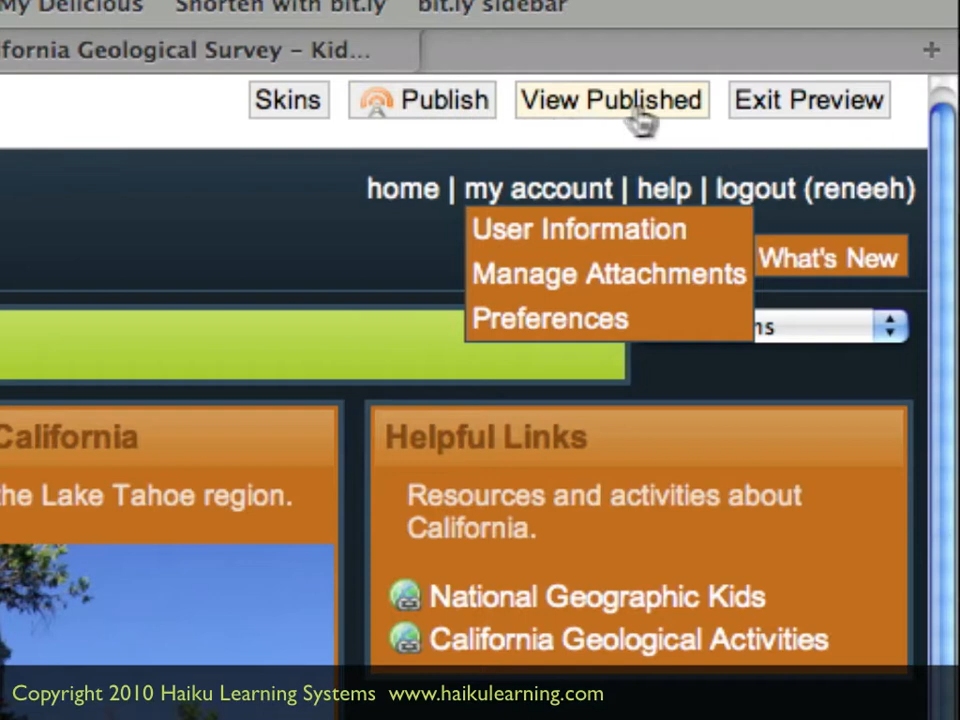 My Delicious Shorten with bit.ly bit.ly sidebar
fornia Geological Survey – Kid... +
Skins Publish View Published Exit Preview
home | my account | help | logout (reneeh)
User Information
What's New
Manage Attachments
Preferences
ns
California
Helpful Links
the Lake Tahoe region.
Resources and activities about
California.
National Geographic Kids
California Geological Activities
Copyright 2010 Haiku Learning Systems www.haikulearning.com